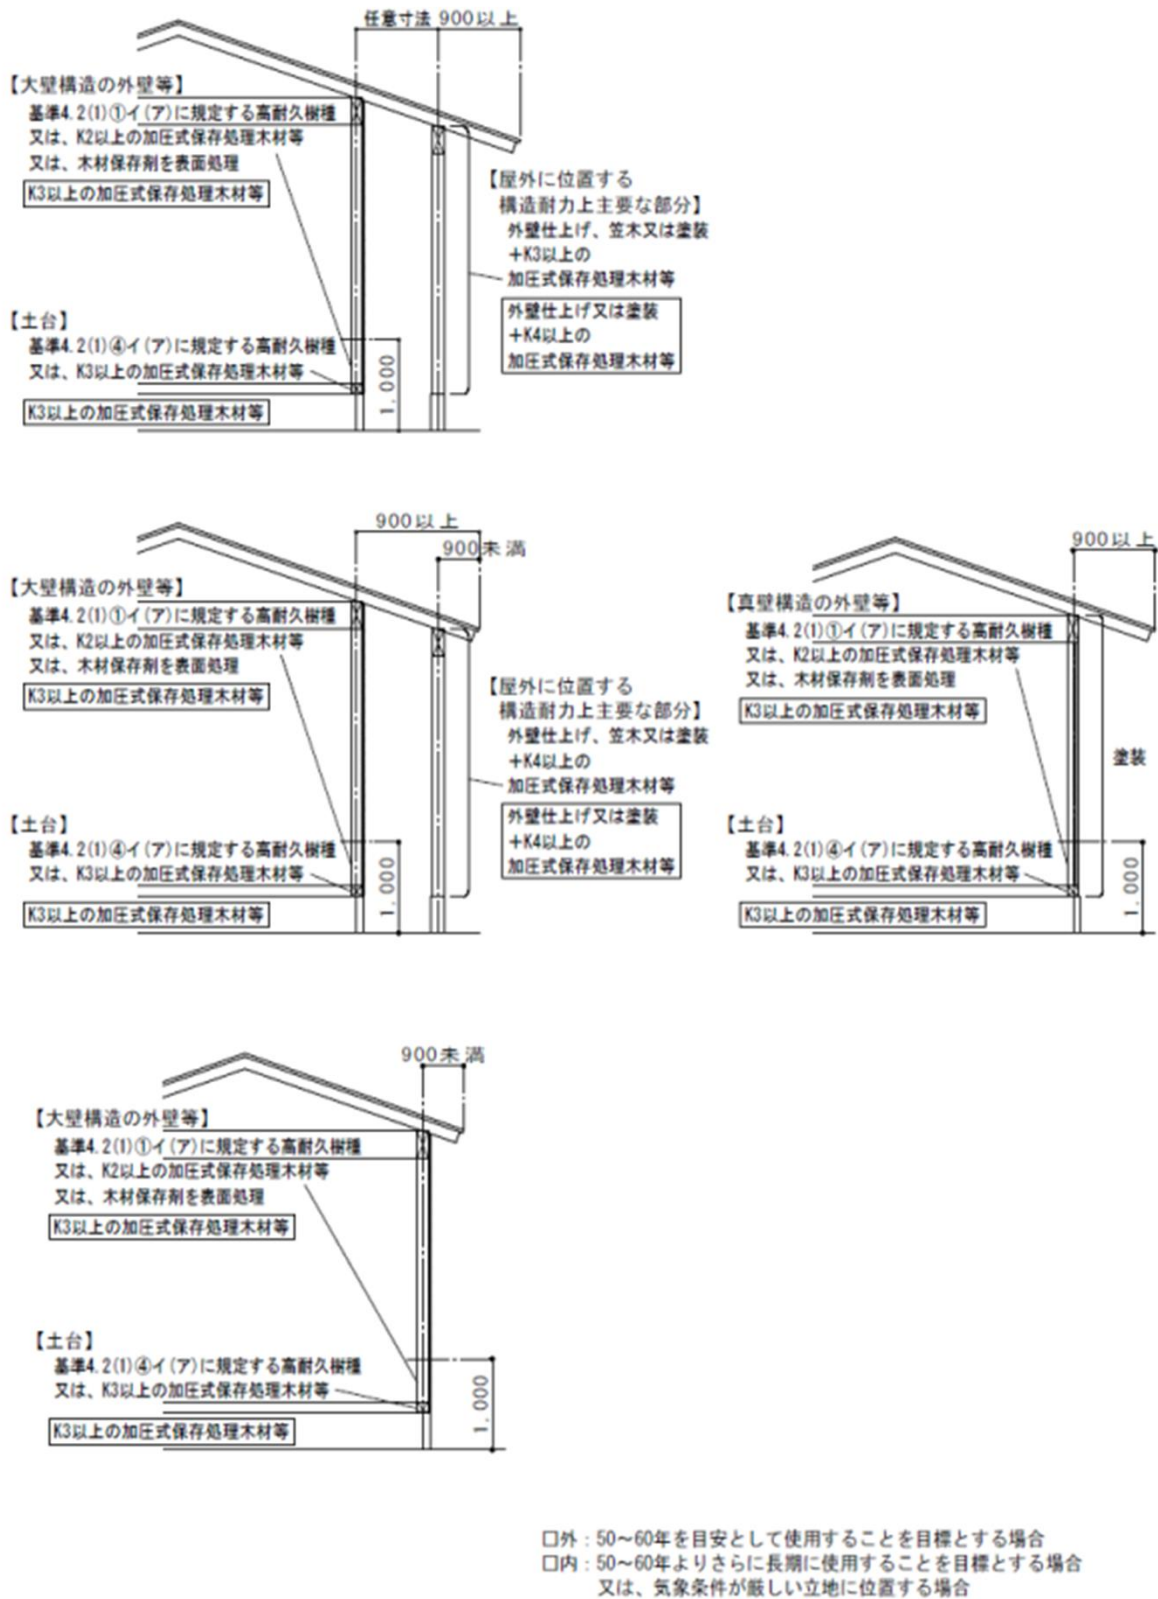 任意寸法 900以上
【大壁構造の外壁等】
基準4.2(1)①イ(ア)に規定する高耐久樹種
又は、K2以上の加圧式保存処理木材等
又は、木材保存剤を表面処理
K3以上の加圧式保存処理木材等
【屋外に位置する
構造耐力上主要な部分】
外壁仕上げ、笠木又は塗装
+K3以上の
加圧式保存処理木材等
外壁仕上げ又は塗装
+K4以上の
加圧式保存処理木材等
【土台】
基準4.2(1)④イ(ア)に規定する高耐久樹種
又は、K3以上の加圧式保存処理木材等
K3以上の加圧式保存処理木材等
1,000
900以上
900未満
【大壁構造の外壁等】
基準4.2(1)①イ(ア)に規定する高耐久樹種
又は、K2以上の加圧式保存処理木材等
又は、木材保存剤を表面処理
K3以上の加圧式保存処理木材等
【屋外に位置する
構造耐力上主要な部分】
外壁仕上げ、笠木又は塗装
+K4以上の
加圧式保存処理木材等
外壁仕上げ又は塗装
+K4以上の
加圧式保存処理木材等
【土台】
基準4.2(1)④イ(ア)に規定する高耐久樹種
又は、K3以上の加圧式保存処理木材等
K3以上の加圧式保存処理木材等
1,000
900以上
【真壁構造の外壁等】
基準4.2(1)①イ(ア)に規定する高耐久樹種
又は、K2以上の加圧式保存処理木材等
又は、木材保存剤を表面処理
K3以上の加圧式保存処理木材等
塗装
【土台】
基準4.2(1)④イ(ア)に規定する高耐久樹種
又は、K3以上の加圧式保存処理木材等
K3以上の加圧式保存処理木材等
1,000
900未満
【大壁構造の外壁等】
基準4.2(1)①イ(ア)に規定する高耐久樹種
又は、K2以上の加圧式保存処理木材等
又は、木材保存剤を表面処理
K3以上の加圧式保存処理木材等
【土台】
基準4.2(1)④イ(ア)に規定する高耐久樹種
又は、K3以上の加圧式保存処理木材等
K3以上の加圧式保存処理木材等
1,000
□外：50～60年を目安として使用することを目標とする場合
□内：50～60年よりさらに長期に使用することを目標とする場合
又は、気象条件が厳しい立地に位置する場合